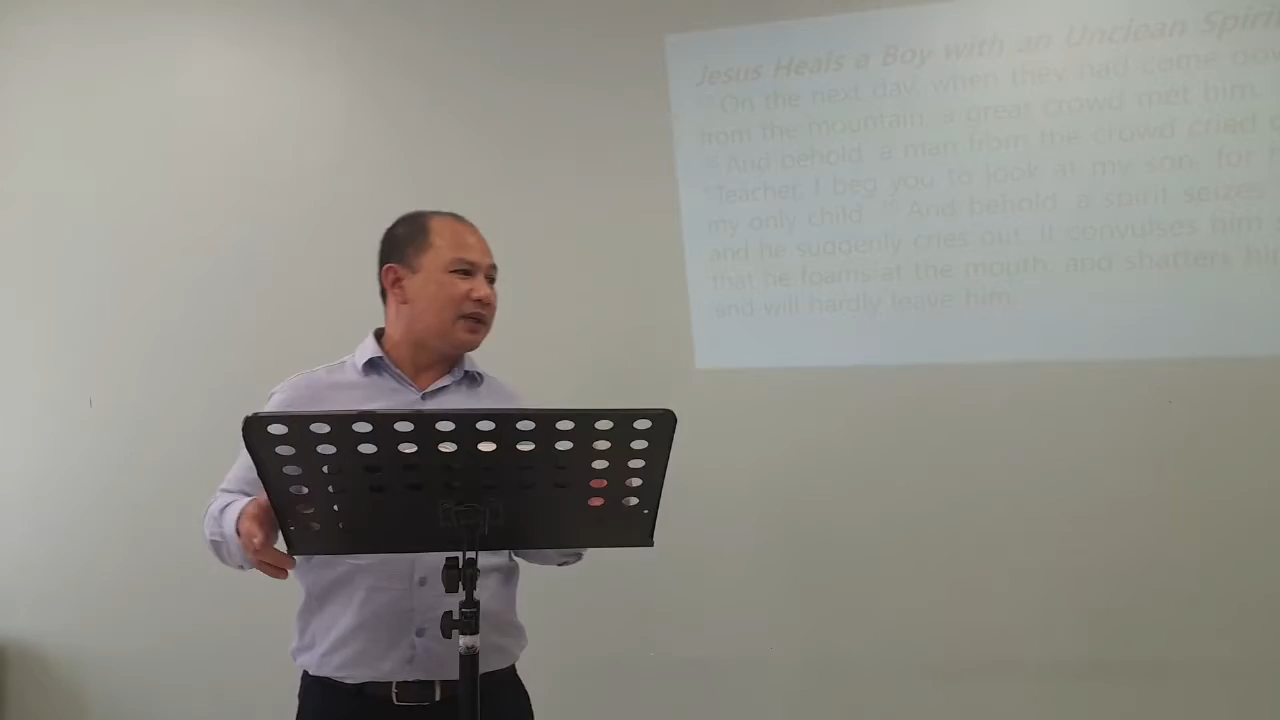 Jesus Heals a Boy with an Unclean Spiri
On the next day, when they had come dow
from the mountain, a great crowd met him.
And behold, a man from the crowd cried o
"Teacher, I beg you to look at my son, for h
my only child. And behold, a spirit seizes
and he suddenly cries out. It convulses him
that he foams at the mouth, and shatters hi
and will hardly leave him.